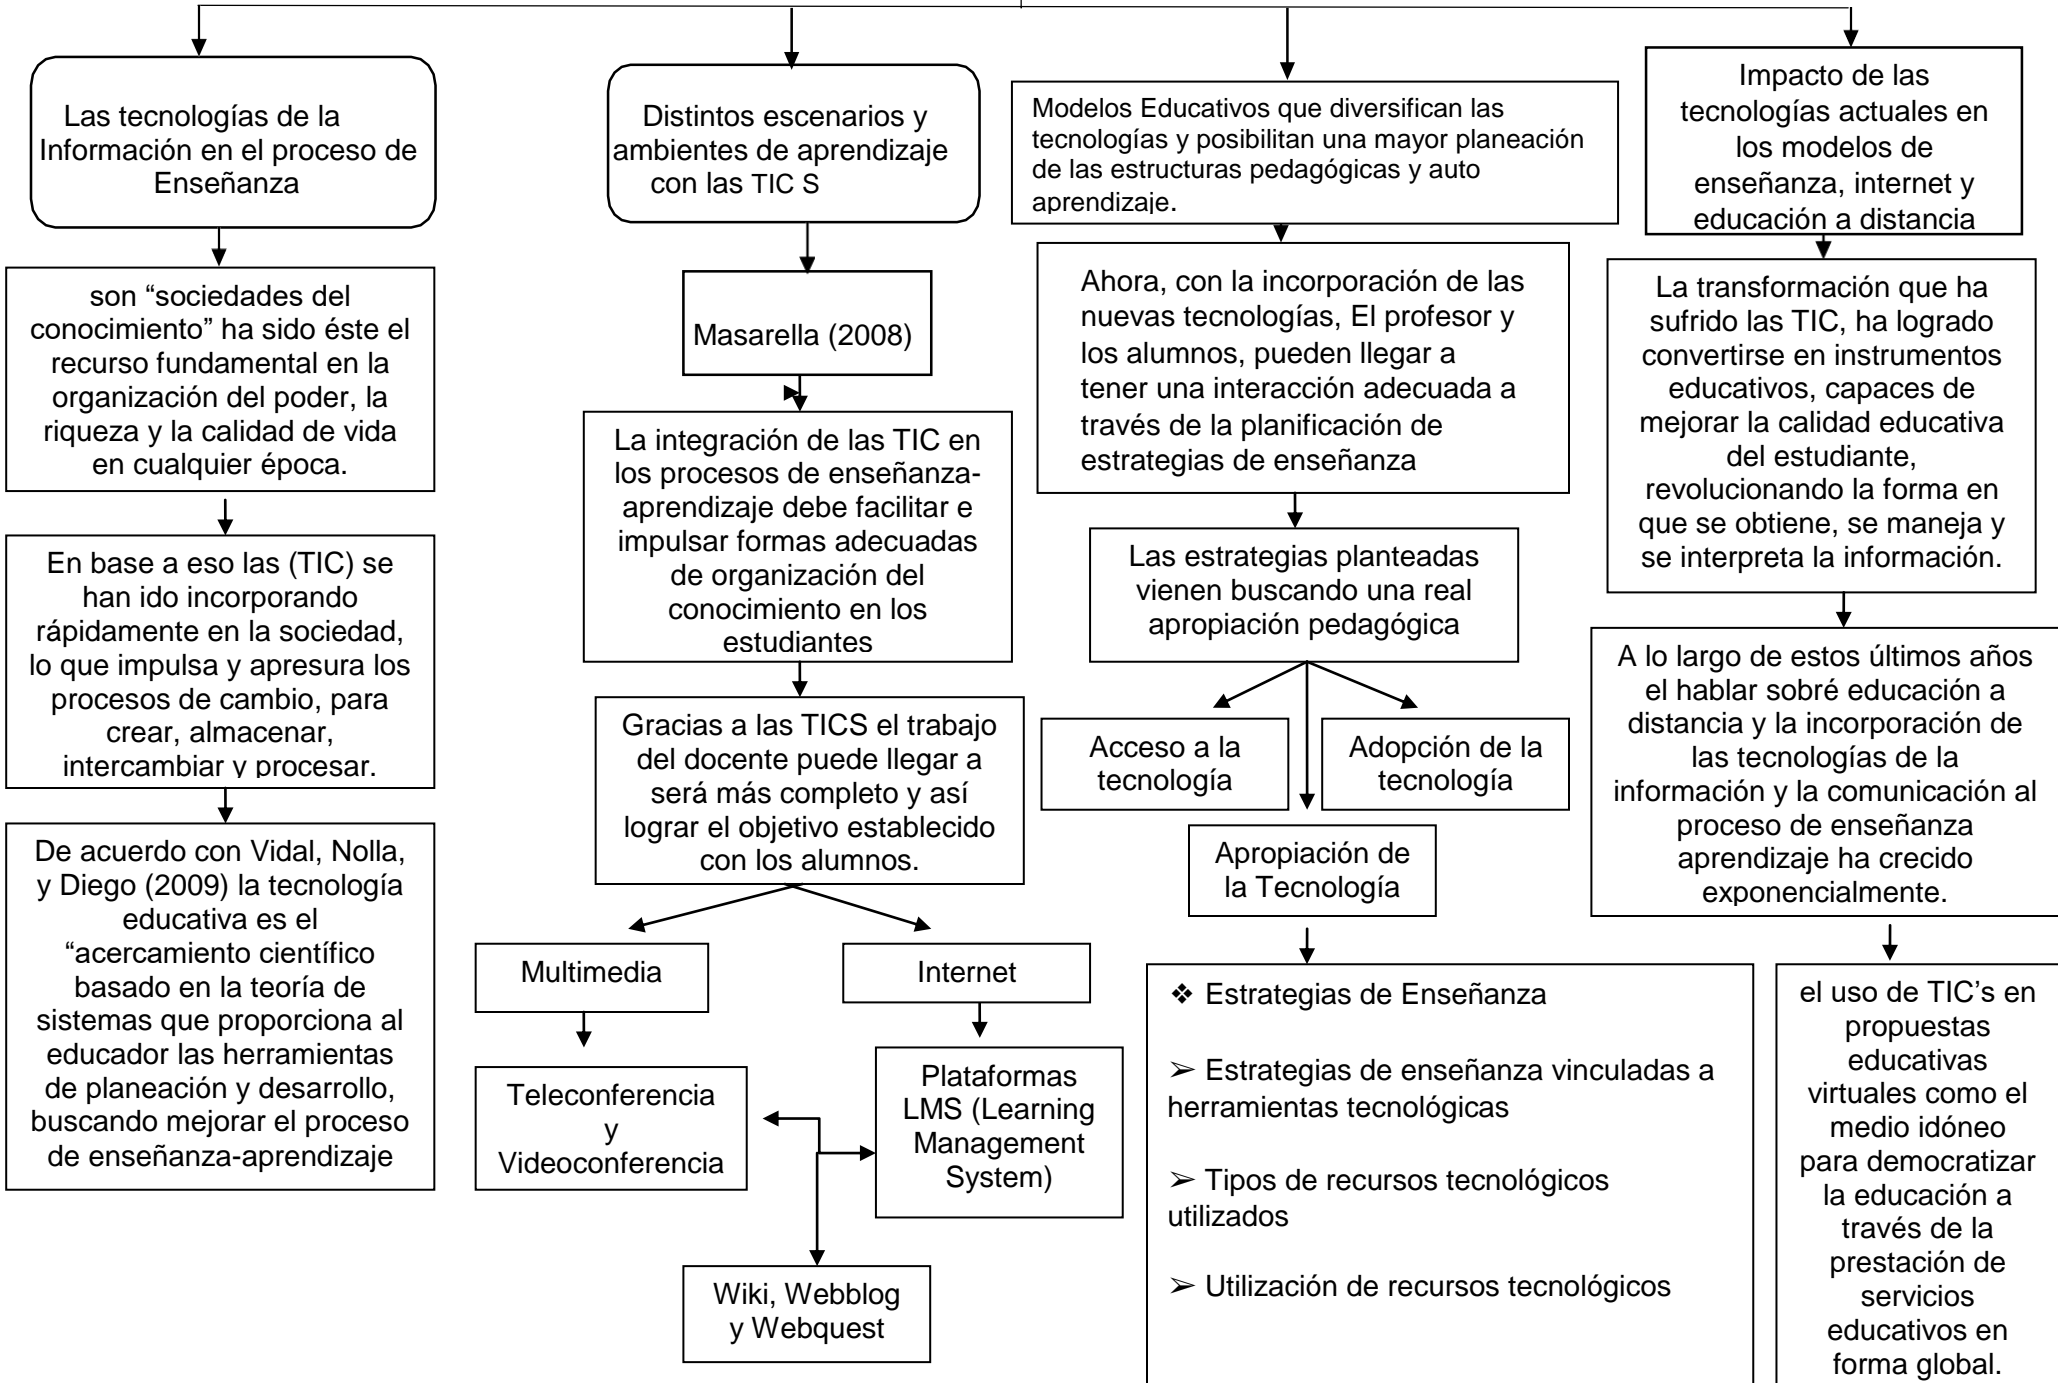 Las tecnologías de la
Información en el proceso de
Enseñanza
son “sociedades del
conocimiento” ha sido éste el
recurso fundamental en la
organización del poder, la
riqueza y la calidad de vida
en cualquier época.
En base a eso las (TIC) se
han ido incorporando
rápidamente en la sociedad,
lo que impulsa y apresura los
procesos de cambio, para
crear, almacenar,
intercambiar y procesar.
De acuerdo con Vidal, Nolla,
y Diego (2009) la tecnología
educativa es el
“acercamiento científico
basado en la teoría de
sistemas que proporciona al
educador las herramientas
de planeación y desarrollo,
buscando mejorar el proceso
de enseñanza-aprendizaje
Distintos escenarios y
ambientes de aprendizaje
con las TIC S
Masarella (2008)
La integración de las TIC en
los procesos de enseñanza-
aprendizaje debe facilitar e
impulsar formas adecuadas
de organización del
conocimiento en los
estudiantes
Gracias a las TICS el trabajo
del docente puede llegar a
será más completo y así
lograr el objetivo establecido
con los alumnos.
Multimedia
Internet
Teleconferencia
y
Videoconferencia
Plataformas
LMS (Learning
Management
System)
Wiki, Webblog
y Webquest
Modelos Educativos que diversifican las
tecnologías y posibilitan una mayor planeación
de las estructuras pedagógicas y auto
aprendizaje.
Ahora, con la incorporación de las
nuevas tecnologías, El profesor y
los alumnos, pueden llegar a
tener una interacción adecuada a
través de la planificación de
estrategias de enseñanza
Las estrategias planteadas
vienen buscando una real
apropiación pedagógica
Acceso a la
tecnología
Adopción de la
tecnología
Apropiación de
la Tecnología
❖ Estrategias de Enseñanza
➢ Estrategias de enseñanza vinculadas a
herramientas tecnológicas
➢ Tipos de recursos tecnológicos
utilizados
➢ Utilización de recursos tecnológicos
Impacto de las
tecnologías actuales en
los modelos de
enseñanza, internet y
educación a distancia
La transformación que ha
sufrido las TIC, ha logrado
convertirse en instrumentos
educativos, capaces de
mejorar la calidad educativa
del estudiante,
revolucionando la forma en
que se obtiene, se maneja y
se interpreta la información.
A lo largo de estos últimos años
el hablar sobré educación a
distancia y la incorporación de
las tecnologías de la
información y la comunicación al
proceso de enseñanza
aprendizaje ha crecido
exponencialmente.
el uso de TIC’s en
propuestas
educativas
virtuales como el
medio idóneo
para democratizar
la educación a
través de la
prestación de
servicios
educativos en
forma global.